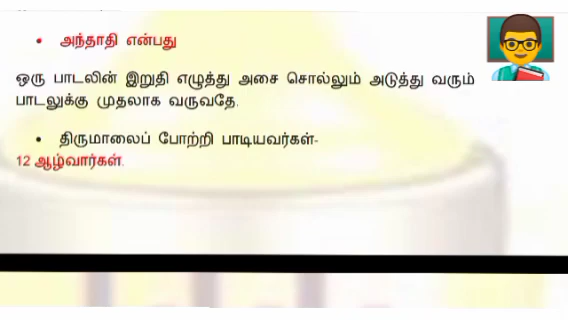 • அந்தாதி என்பது
ஒரு பாடலின் இறுதி எழுத்து அசை சொல்லும் அடுத்து வரும்
பாடலுக்கு முதலாக வருவதே.
• திருமாலைப் போற்றி பாடியவர்கள்-
12 ஆழ்வார்கள்.